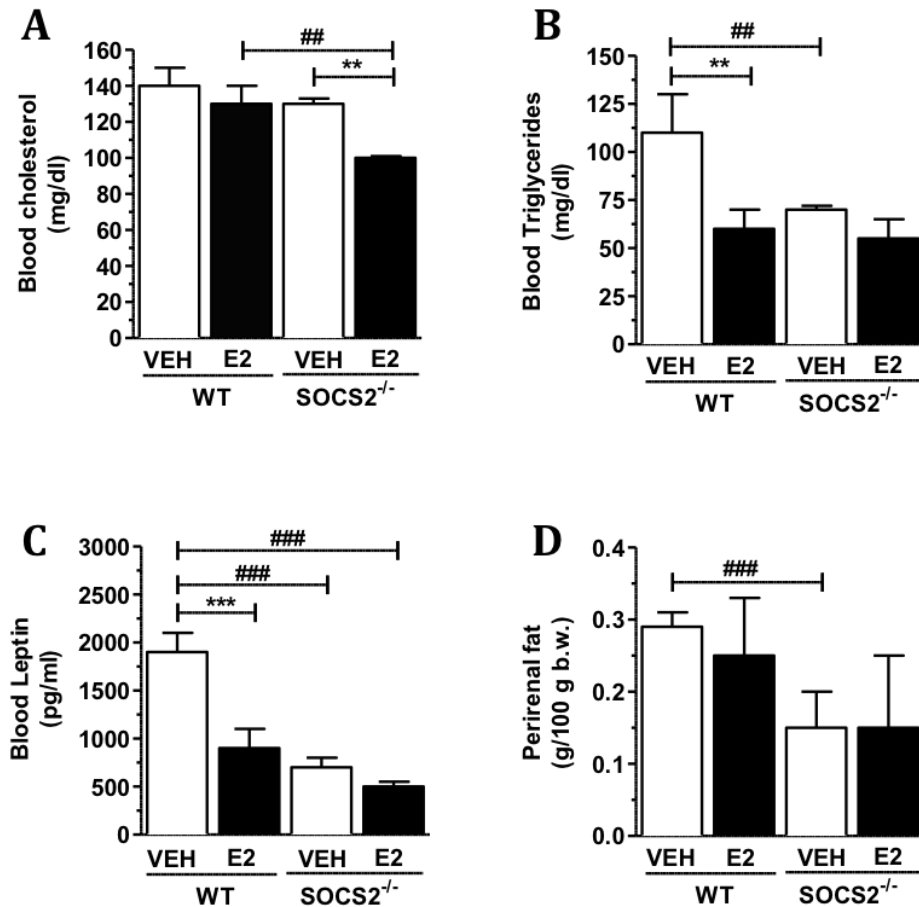 A
Blood cholesterol
(mg/dl)
160
140
120
100
80
60
40
20
0
##
**
VEH E2 VEH E2
WT SOCS2-/-
B
Blood Triglycerides
(mg/dl)
150
125
100
75
50
25
0
##
**
VEH E2 VEH E2
WT SOCS2-/-
C
Blood Leptin
(pg/ml)
3000
2500
2250
2000
1750
1000
500
0
###
###
***
VEH E2 VEH E2
WT SOCS2-/-
D
Perirenal fat
(g/100 g b.w.)
0.4
0.3
0.2
0.1
0.0
###
VEH E2 VEH E2
WT SOCS2-/-